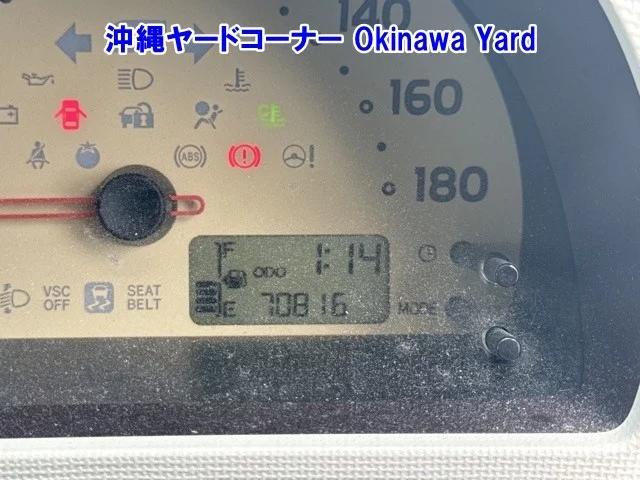 沖縄ヤードコーナー Okinawa Yard
140
160
180
ABS
F
1:14
ODO
E
70816
VSC
OFF
SEAT
BELT
MODE